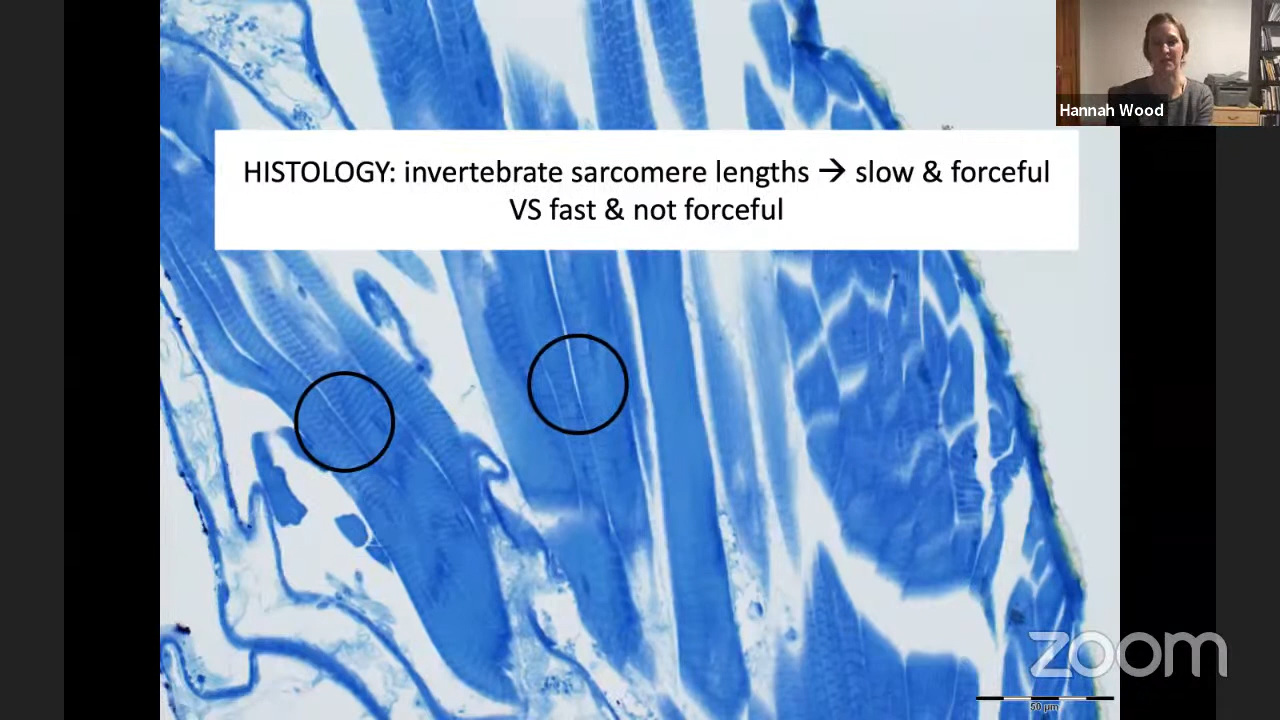 Hannah Wood
HISTOLOGY: invertebrate sarcomere lengths → slow & forceful
VS fast & not forceful
zoom
50 µm